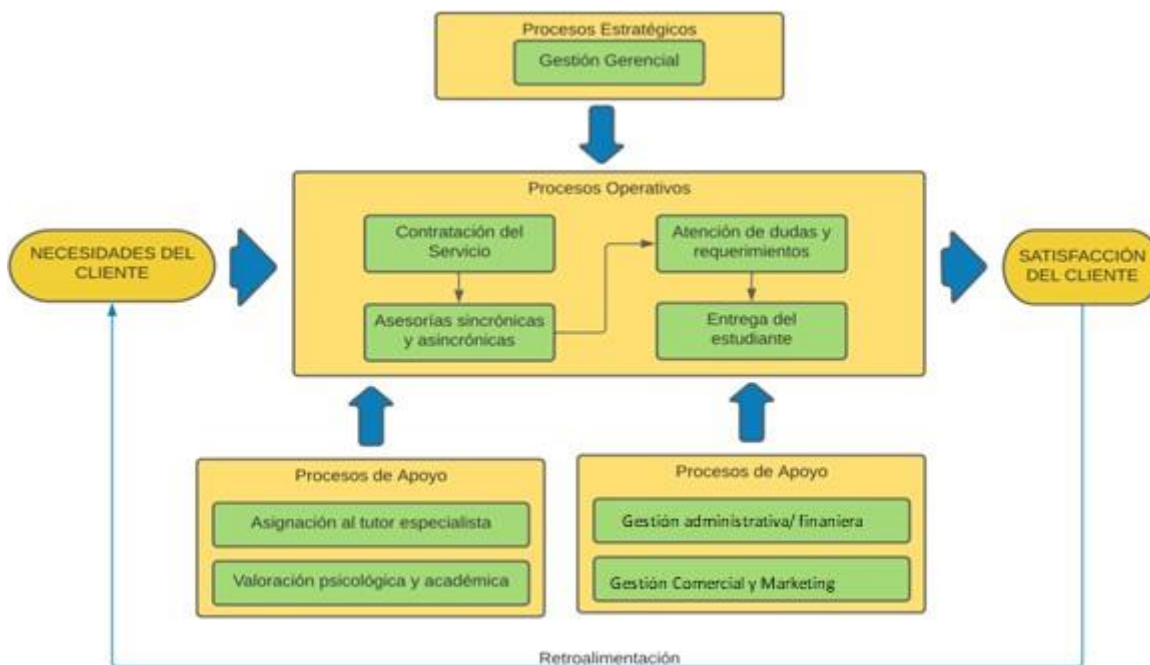 Procesos Estratégicos
Gestión Gerencial
Procesos Operativos
NECESIDADES DEL
CLIENTE
Contratación del
Servicio
Asesorías sincrónicas
y asincrónicas
Atención de dudas y
requerimientos
Entrega del
estudiante
SATISFACCIÓN
DEL CLIENTE
Procesos de Apoyo
Asignación al tutor especialista
Valoración psicológica y académica
Procesos de Apoyo
Gestión administrativa/ finaniera
Gestión Comercial y Marketing
Retroalimentación